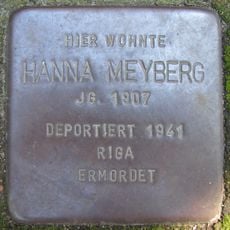 HIER WOHNTE
HANNA MEYBERG
JG. 1907
DEPORTIERT 1941
RIGA
ERMORDET